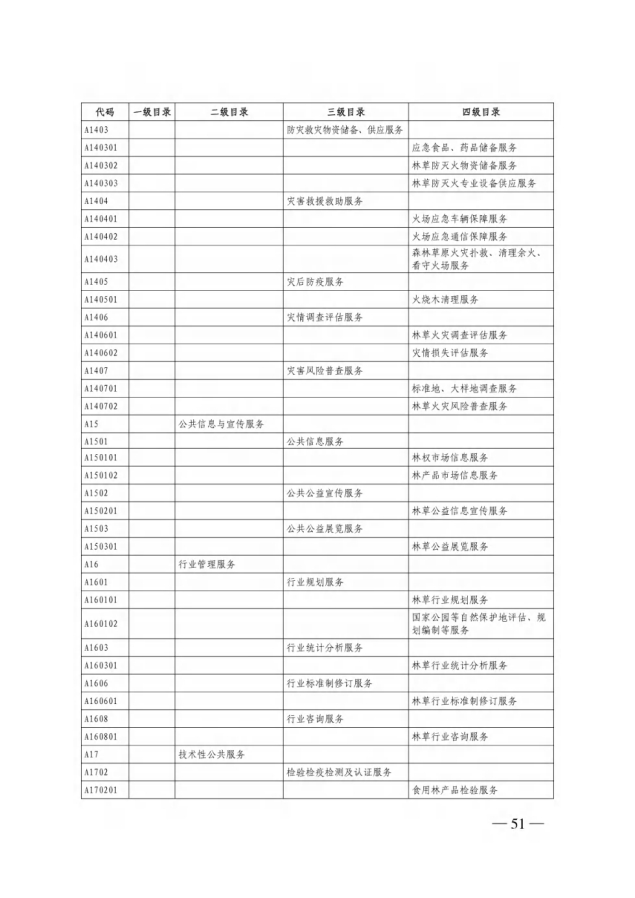 代码 一级目录 二级目录 三级目录 四级目录
A1403 防灾救灾物资储备、供应服务
A140301 应急食品、药品储备服务
A140302 林草防灭火物资储备服务
A140303 林草防灭火专业设备供应服务
A1404 灾害救援救助服务
A140401 火场应急车辆保障服务
A140402 火场应急通信保障服务
A140403 森林草原火灾扑救、清理余火、
看守火场服务
A1405 灾后防疫服务
A140501 火烧木清理服务
A1406 灾情调查评估服务
A140601 林草火灾调查评估服务
A140602 灾情损失评估服务
A1407 灾害风险普查服务
A140701 标准地、大样地调查服务
A140702 林草火灾风险普查服务
A15 公共信息与宣传服务
A1501 公共信息服务
A150101 林权市场信息服务
A150102 林产品市场信息服务
A1502 公共公益宣传服务
A150201 林草公益信息宣传服务
A1503 公共公益展览服务
A150301 林草公益展览服务
A16 行业管理服务
A1601 行业规划服务
A160101 林草行业规划服务
A160102 国家公园等自然保护地评估、规
划编制等服务
A1603 行业统计分析服务
A160301 林草行业统计分析服务
A1606 行业标准制修订服务
A160601 林草行业标准制修订服务
A1608 行业咨询服务
A160801 林草行业咨询服务
A17 技术性公共服务
A1702 检验检疫检测及认证服务
A170201 食用林产品检验服务
— 51 —